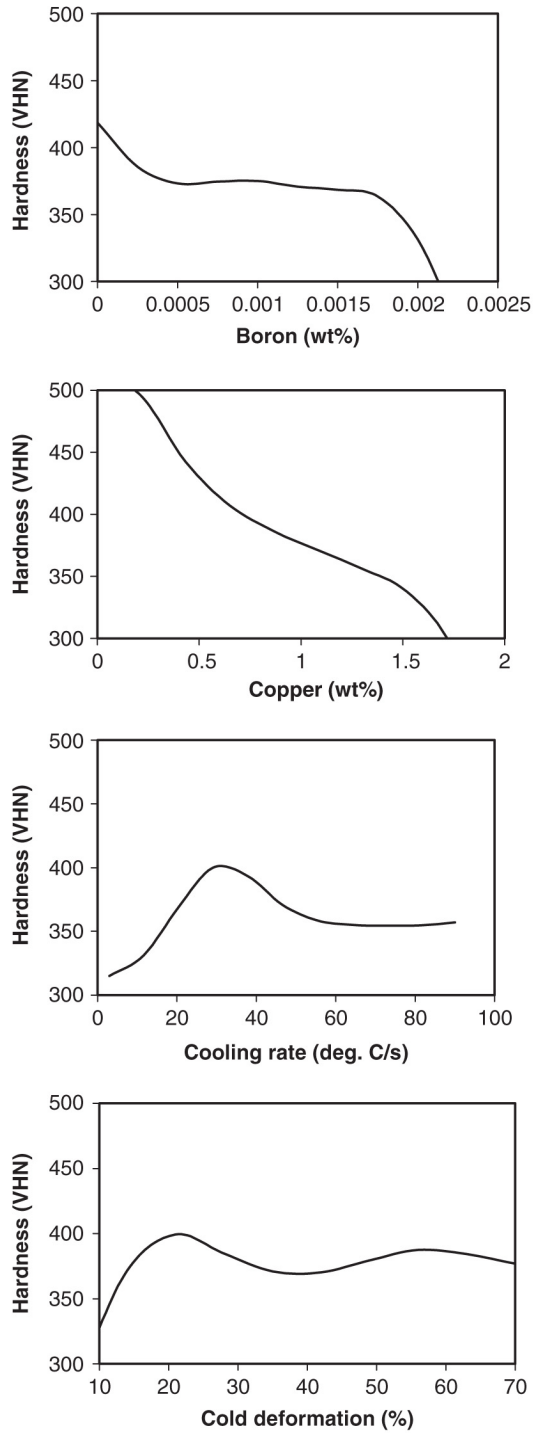 500
450
400
350
300
Hardness (VHN)
0 0.0005 0.001 0.0015 0.002 0.0025
Boron (wt%)
500
450
400
350
300
Hardness (VHN)
0 0.5 1 1.5 2
Copper (wt%)
500
450
400
350
300
Hardness (VHN)
0 20 40 60 80 100
Cooling rate (deg. C/s)
500
450
400
350
300
Hardness (VHN)
10 20 30 40 50 60 70
Cold deformation (%)